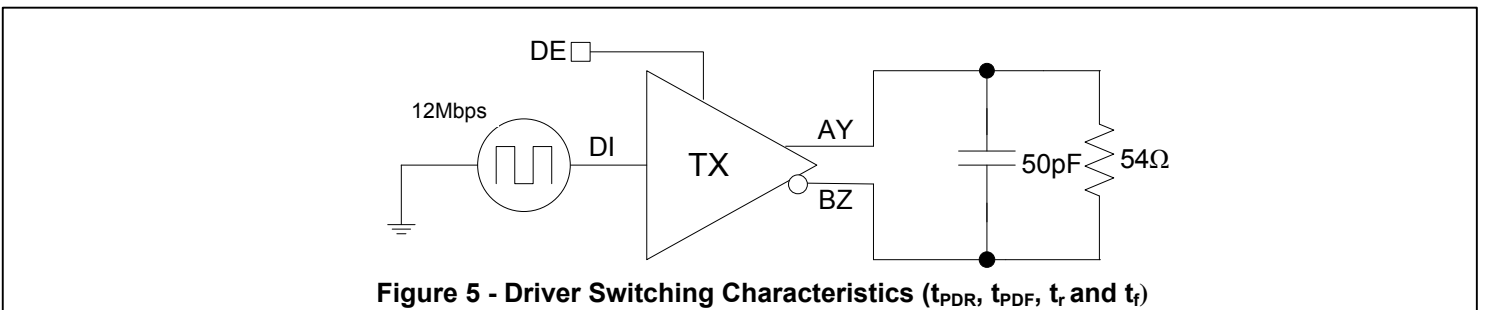 DE
12Mbps
DI
TX
AY
BZ
50pF
54Ω
Figure 5 - Driver Switching Characteristics (tPDR, tPDF, tr and tf)